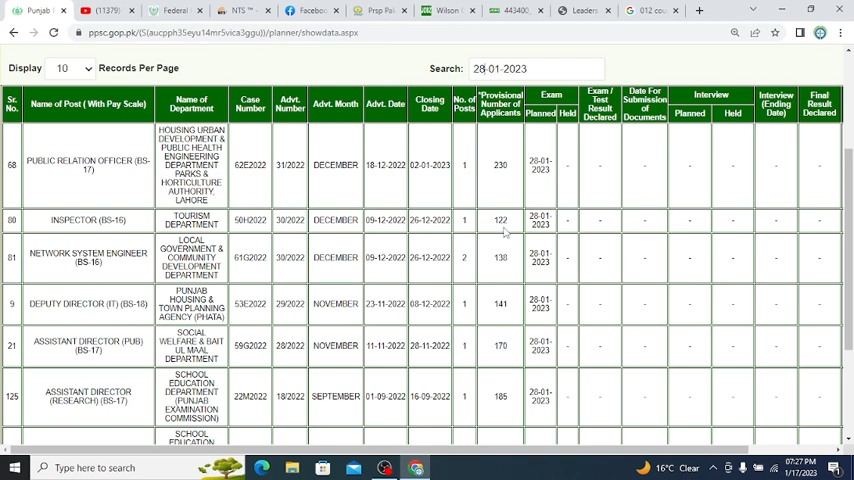 Punjab F
(11379)
Federal F
NTS ™ -
Faceboo
Prsp Pal
Wilson C
443400_
Leaders
012 cou
ppsc.gop.pk/(S(aucpph35eyu14mr5vica3ggu))/planner/showdata.aspx
Display 10 Records Per Page
Search: 28-01-2023
Sr. No. Name of Post ( With Pay Scale) Name of Department Case Number Advt. Number Advt. Month Advt. Date Closing Date No. of Posts *Provisional Number of Applicants Exam Planned Held Exam / Test Result Declared Date For Submission of Documents Interview Planned Held Interview (Ending Date) Final Result Declared
68 PUBLIC RELATION OFFICER (BS-17) HOUSING URBAN DEVELOPMENT & PUBLIC HEALTH ENGINEERING DEPARTMENT PARKS & HORTICULTURE AUTHORITY, LAHORE 62E2022 31/2022 DECEMBER 18-12-2022 02-01-2023 1 230 28-01-2023 - - - - - - -
80 INSPECTOR (BS-16) TOURISM DEPARTMENT 50H2022 30/2022 DECEMBER 09-12-2022 26-12-2022 1 122 28-01-2023 - - - - - - -
81 NETWORK SYSTEM ENGINEER (BS-16) LOCAL GOVERNMENT & COMMUNITY DEVELOPMENT DEPARTMENT 61G2022 30/2022 DECEMBER 09-12-2022 26-12-2022 2 138 28-01-2023 - - - - - - -
9 DEPUTY DIRECTOR (IT) (BS-18) PUNJAB HOUSING & TOWN PLANNING AGENCY (PHATA) 53E2022 29/2022 NOVEMBER 23-11-2022 08-12-2022 1 141 28-01-2023 - - - - - - -
21 ASSISTANT DIRECTOR (PUB) (BS-17) SOCIAL WELFARE & BAIT UL MAAL DEPARTMENT 59G2022 28/2022 NOVEMBER 11-11-2022 28-11-2022 1 170 28-01-2023 - - - - - - -
125 ASSISTANT DIRECTOR (RESEARCH) (BS-17) SCHOOL EDUCATION DEPARTMENT (PUNJAB EXAMINATION COMMISSION) 22M2022 18/2022 SEPTEMBER 01-09-2022 16-09-2022 1 185 28-01-2023 - - - - - - -
SCHOOL
Type here to search
16°C Clear
07:27 PM
1/17/2023